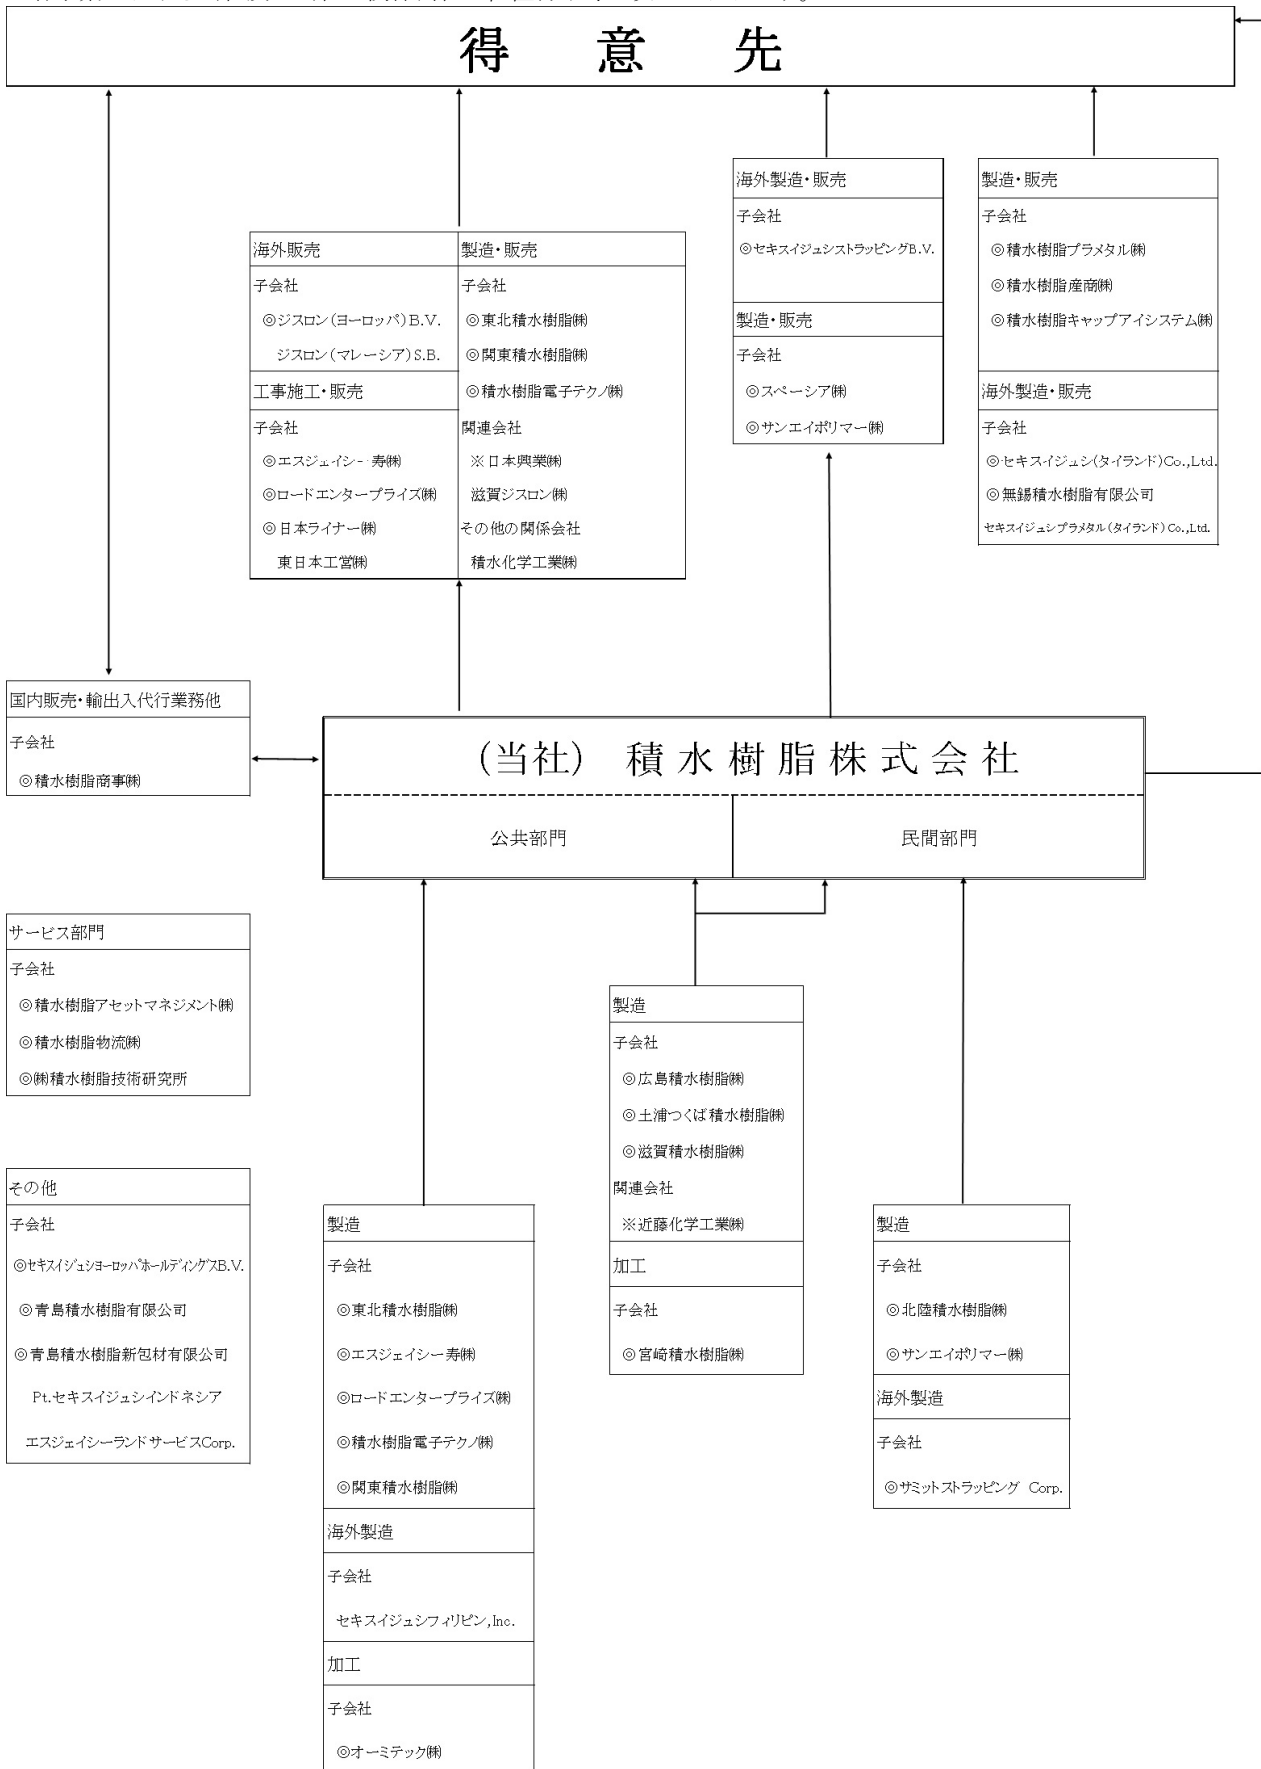 得意先
海外製造・販売
子会社
◎セキスイジュシストラッピングB.V.
製造・販売
子会社
◎スペーシア㈱
◎サンエイポリマー㈱
製造・販売
子会社
◎積水樹脂プラメタル㈱
◎積水樹脂産商㈱
◎積水樹脂キャップアイシステム㈱
海外製造・販売
子会社
◎セキスイジュシ(タイランド)Co.,Ltd.
◎無錫積水樹脂有限公司
セキスイジュシプラメタル(タイランド)Co.,Ltd.
海外販売
子会社
◎ジスロン(ヨーロッパ)B.V.
ジスロン(マレーシア)S.B.
工事施工・販売
子会社
◎エスジェイシー寿㈱
◎ロードエンタープライズ㈱
◎日本ライナー㈱
東日本工営㈱
製造・販売
子会社
◎東北積水樹脂㈱
◎関東積水樹脂㈱
◎積水樹脂電子テクノ㈱
関連会社
※日本興業㈱
滋賀ジスロン㈱
その他の関係会社
積水化学工業㈱
国内販売・輸出入代行業務他
子会社
◎積水樹脂商事㈱
(当社) 積水樹脂株式会社
公共部門
民間部門
サービス部門
子会社
◎積水樹脂アセットマネジメント㈱
◎積水樹脂物流㈱
◎㈱積水樹脂技術研究所
その他
子会社
◎セキスイジュシヨーロッパホールディングスB.V.
◎青島積水樹脂有限公司
◎青島積水樹脂新包材有限公司
Pt.セキスイジュシインドネシア
エスジェイシーランドサービスCorp.
製造
子会社
◎東北積水樹脂㈱
◎エスジェイシー寿㈱
◎ロードエンタープライズ㈱
◎積水樹脂電子テクノ㈱
◎関東積水樹脂㈱
海外製造
子会社
セキスイジュシフィリピン,Inc.
加工
子会社
◎オーミテック㈱
製造
子会社
◎広島積水樹脂㈱
◎土浦つくば積水樹脂㈱
◎滋賀積水樹脂㈱
関連会社
※近藤化学工業㈱
加工
子会社
◎宮崎積水樹脂㈱
製造
子会社
◎北陸積水樹脂㈱
◎サンエイポリマー㈱
海外製造
子会社
◎サミットストラッピング Corp.